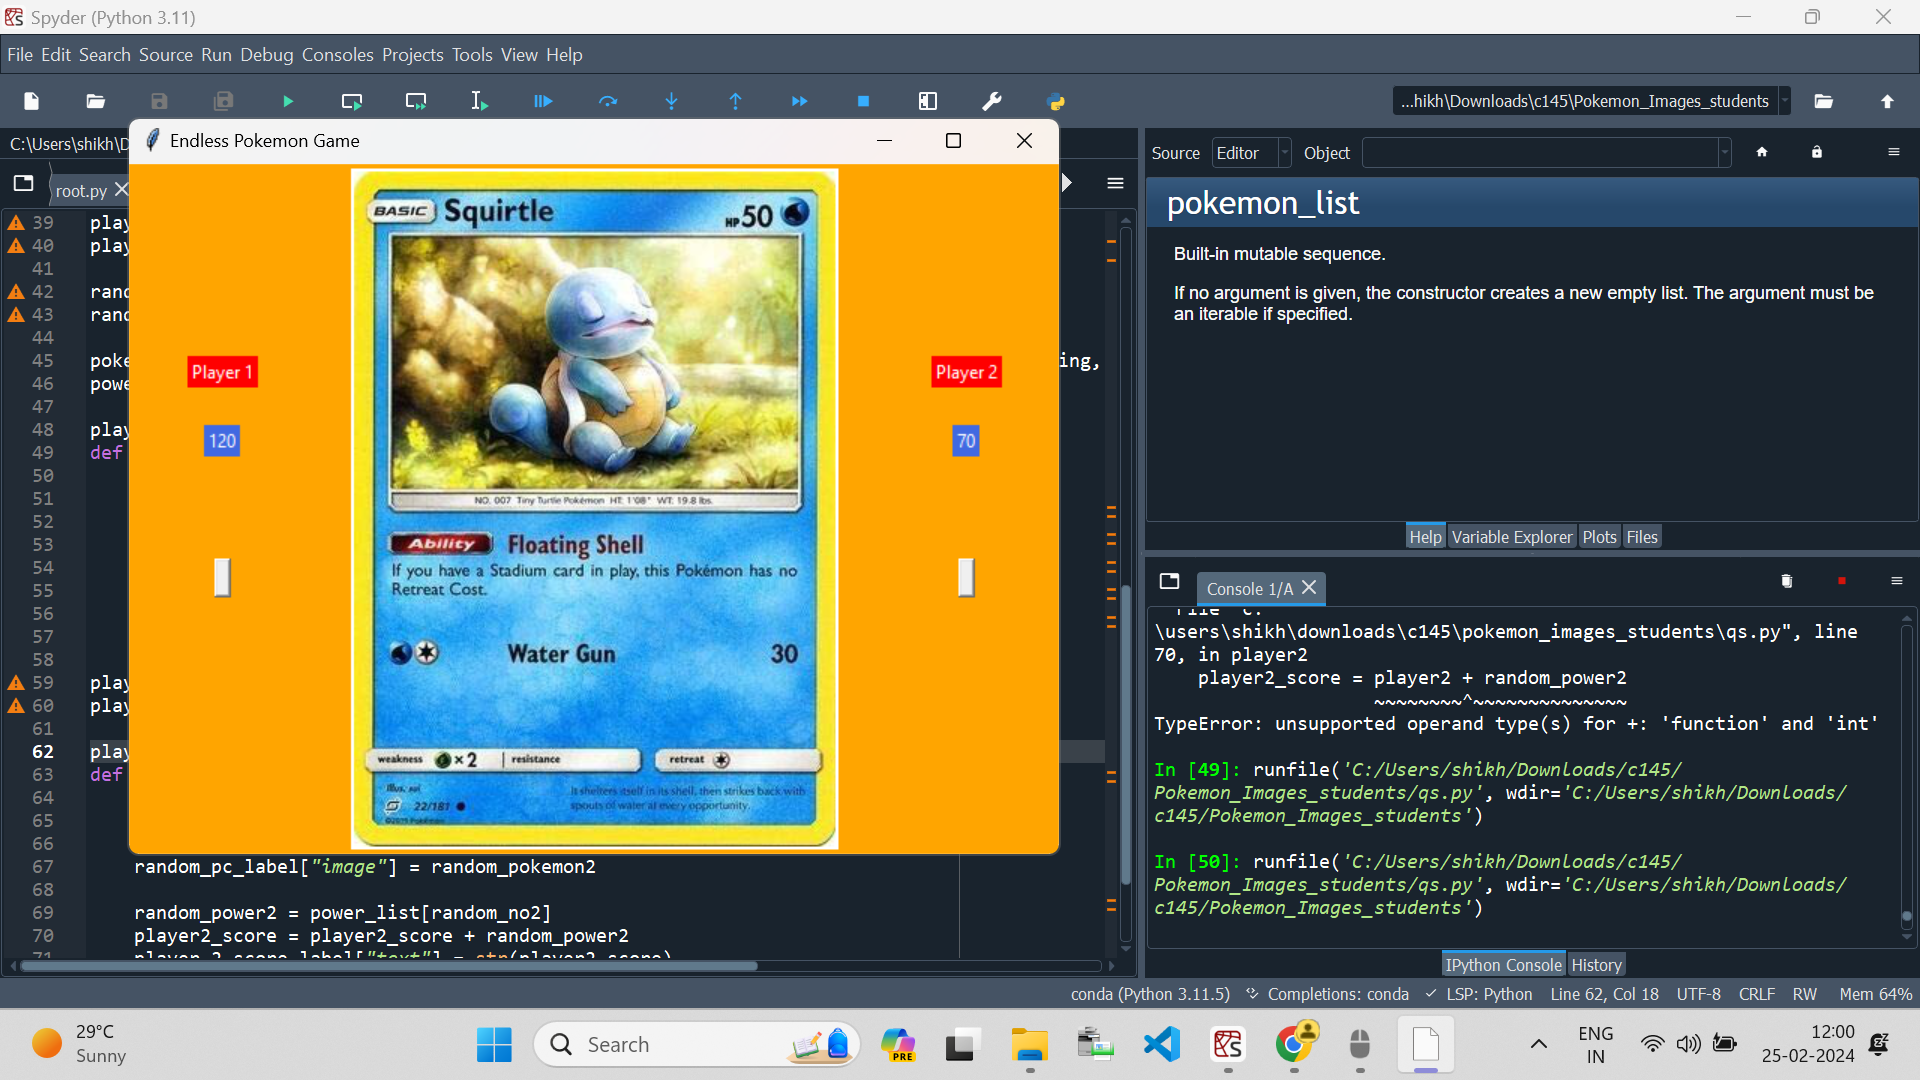 Spyder (Python 3.11)
File Edit Search Source Run Debug Consoles Projects Tools View Help
...hikh\Downloads\c145\Pokemon_Images_students
C:\Users\shikh\D
root.py
39 play
40 play
41
42 rand
43 rand
44
45 poke
ing,
46 powe
47
48 play
49 def
50
51
52
53
54
55
56
57
58
59 play
60 play
61
62 play
63 def
64
65
66
67 random_pc_label["image"] = random_pokemon2
68
69 random_power2 = power_list[random_no2]
70 player2_score = player2_score + random_power2
71 player_2_score_label["text"] = str(player2_score)
Endless Pokemon Game
Player 1
120
Player 2
70
BASIC Squirtle HP 50
NO. 007 Tiny Turtle Pokémon HT: 1'08" WT: 19.8 lbs.
Ability Floating Shell
If you have a Stadium card in play, this Pokémon has no
Retreat Cost.
Water Gun 30
weakness ×2 resistance retreat
Illus.
22/181
It shelters itself in its shell, then strikes back with
spouts of water at every opportunity.
Source Editor Object
pokemon_list
Built-in mutable sequence.
If no argument is given, the constructor creates a new empty list. The argument must be
an iterable if specified.
Help Variable Explorer Plots Files
Console 1/A
File "c:
\users\shikh\downloads\c145\pokemon_images_students\qs.py", line
70, in player2
player2_score = player2 + random_power2
~~~~~~~~^~~~~~~~~~~~~~~
TypeError: unsupported operand type(s) for +: 'function' and 'int'
In [49]: runfile('C:/Users/shikh/Downloads/c145/
Pokemon_Images_students/qs.py', wdir='C:/Users/shikh/Downloads/
c145/Pokemon_Images_students')
In [50]: runfile('C:/Users/shikh/Downloads/c145/
Pokemon_Images_students/qs.py', wdir='C:/Users/shikh/Downloads/
c145/Pokemon_Images_students')
IPython Console History
conda (Python 3.11.5) Completions: conda LSP: Python Line 62, Col 18 UTF-8 CRLF RW Mem 64%
29°C
Sunny
Search
PRE
ENG
IN
12:00
25-02-2024